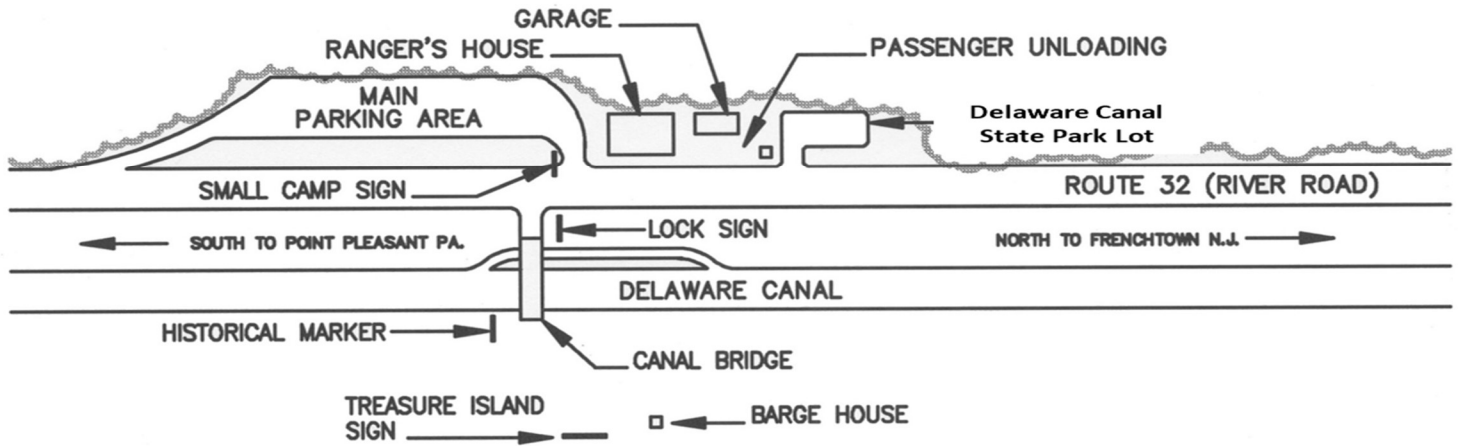 GARAGE
RANGER'S HOUSE
PASSENGER UNLOADING
MAIN
PARKING AREA
Delaware Canal
State Park Lot
SMALL CAMP SIGN
ROUTE 32 (RIVER ROAD)
LOCK SIGN
SOUTH TO POINT PLEASANT PA.
NORTH TO FRENCHTOWN N.J.
DELAWARE CANAL
HISTORICAL MARKER
CANAL BRIDGE
TREASURE ISLAND
SIGN
BARGE HOUSE